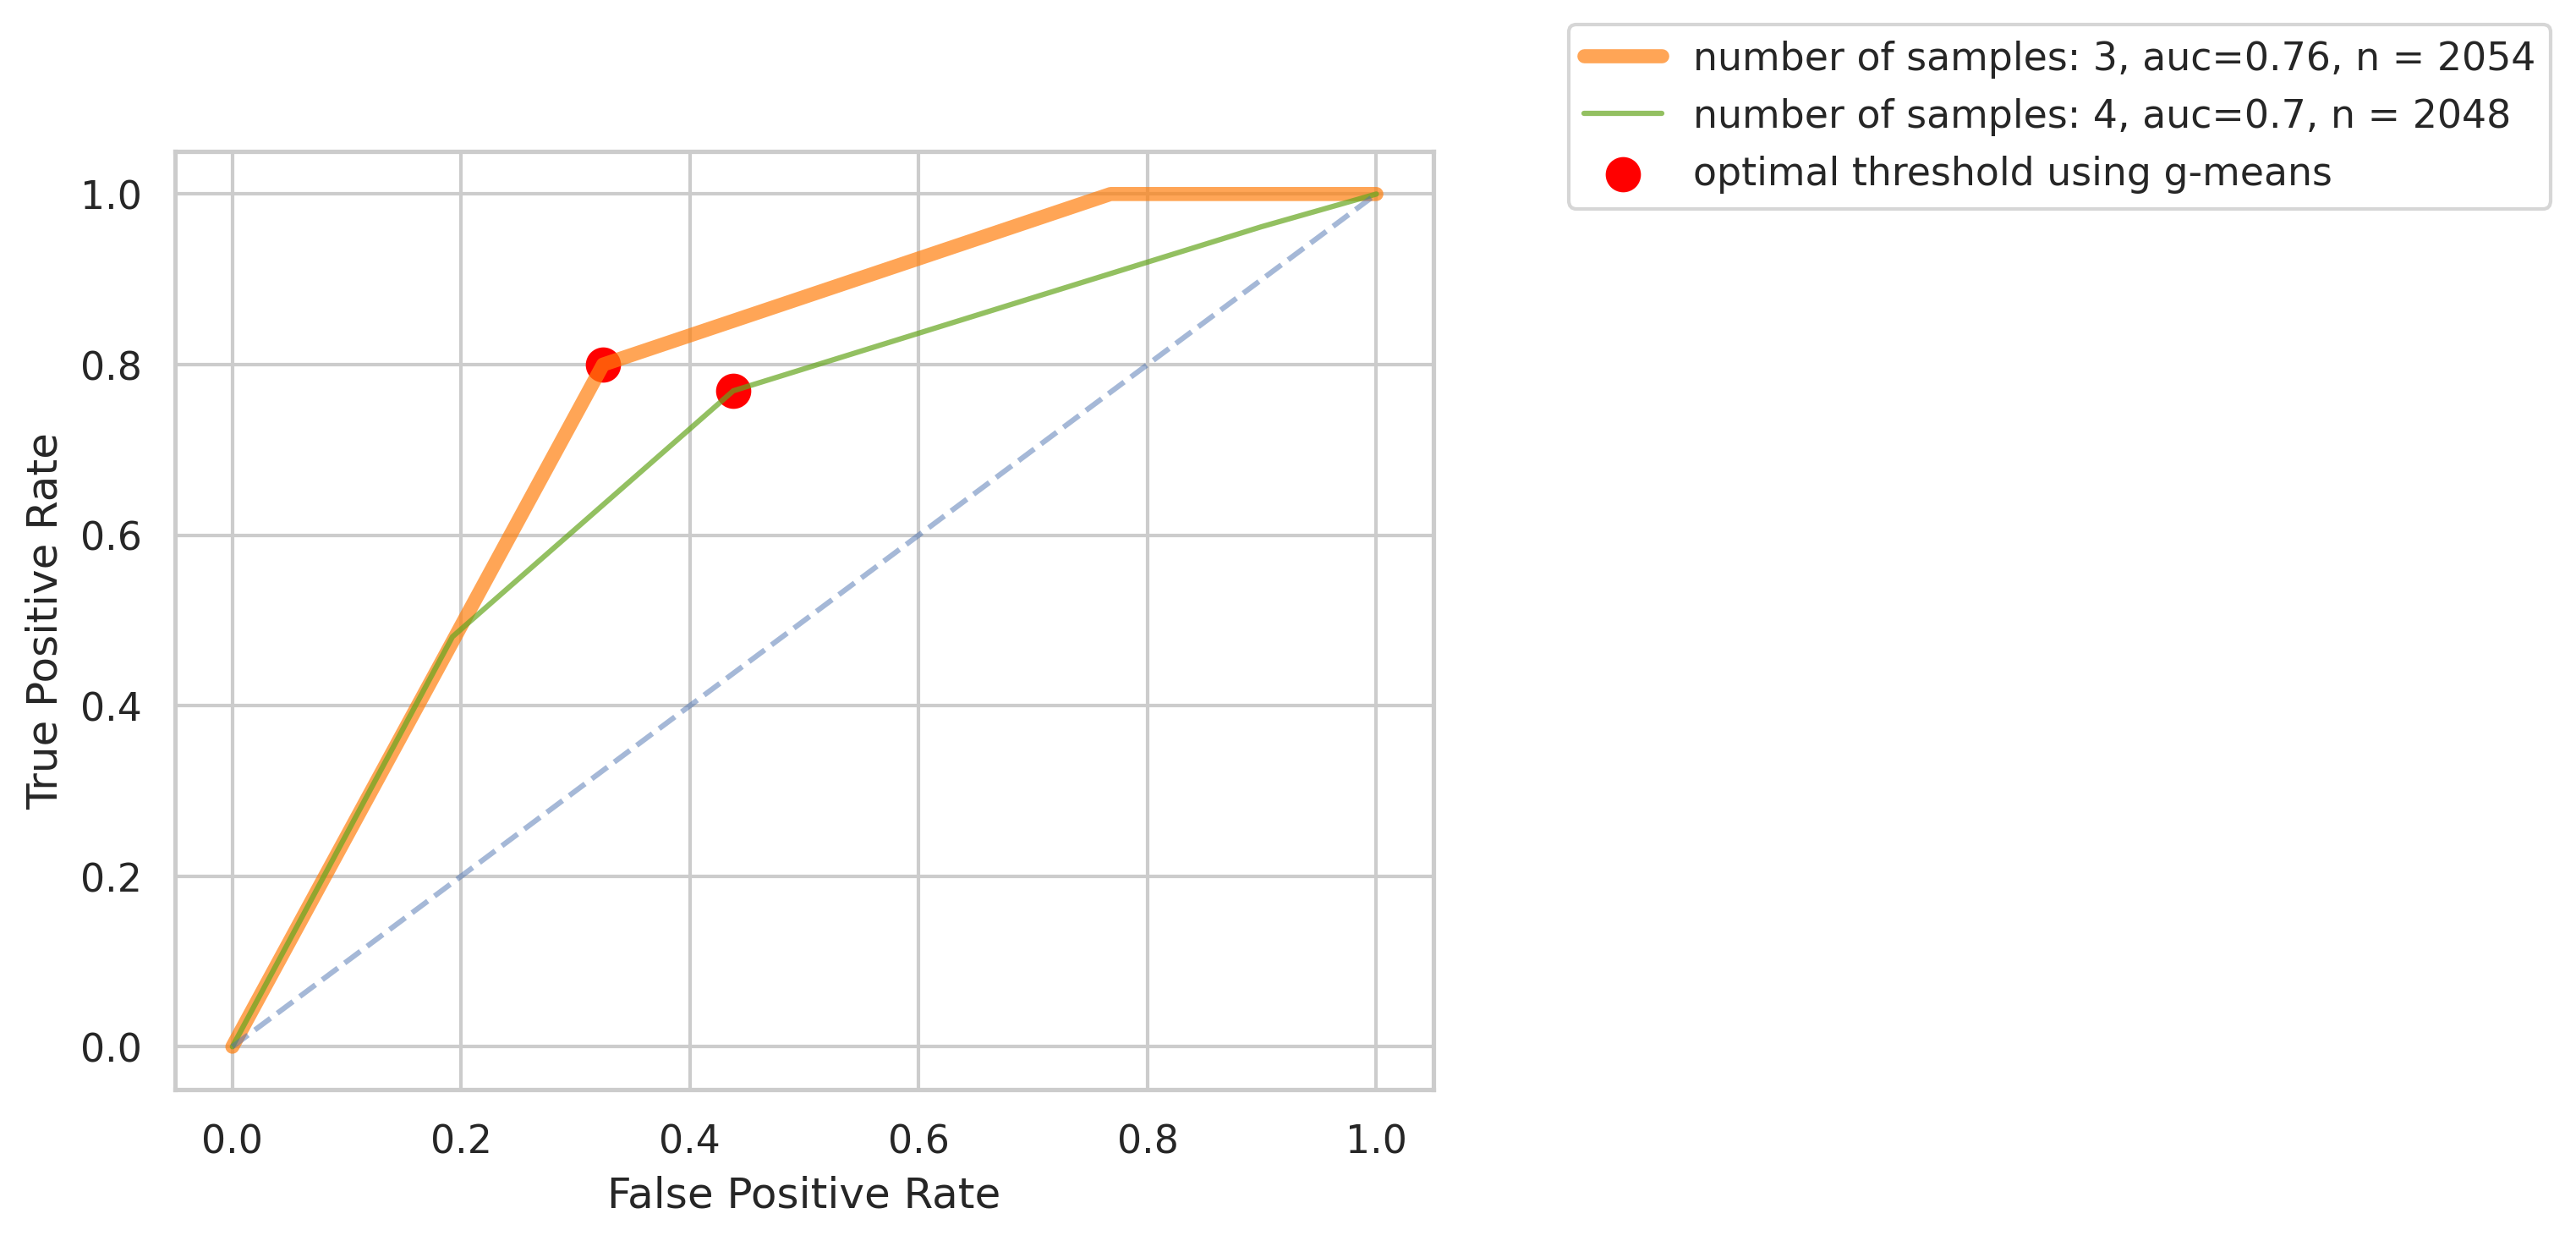 number of samples: 3, auc=0.76, n = 2054
number of samples: 4, auc=0.7, n = 2048
optimal threshold using g-means
1.0
0.8
0.6
0.4
0.2
0.0
True Positive Rate
0.0 0.2 0.4 0.6 0.8 1.0
False Positive Rate